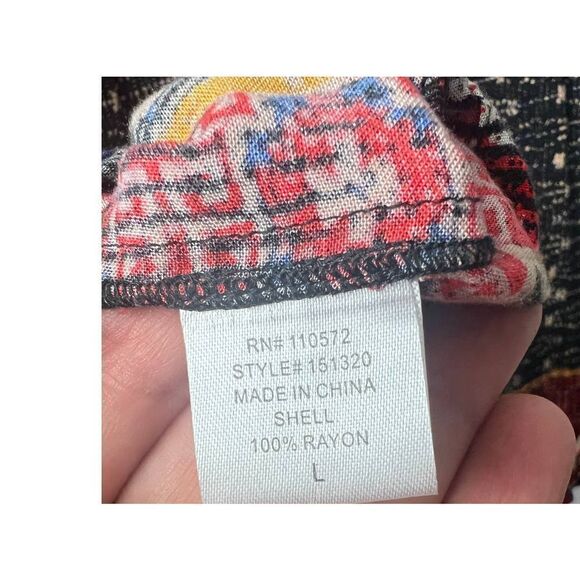 RN# 110572
STYLE# 151320
MADE IN CHINA
SHELL
100% RAYON
L